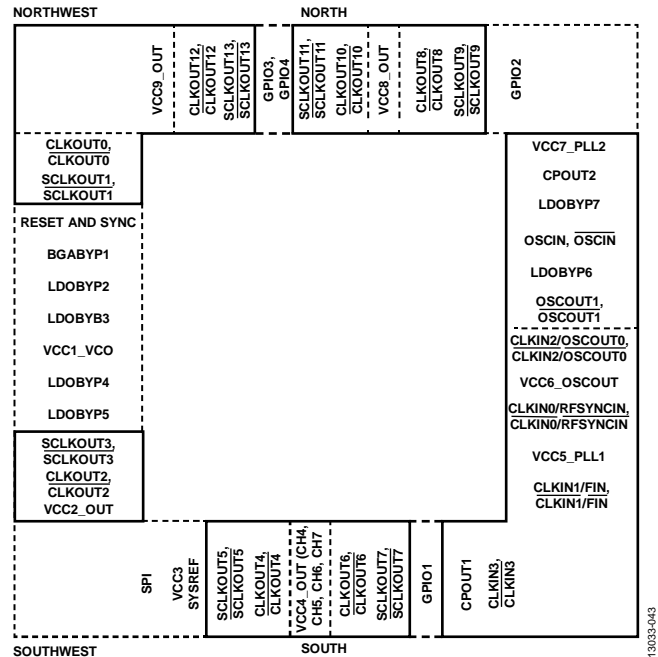 NORTHWEST
NORTH
VCC9_OUT
CLKOUT12,
CLKOUT12
SCLKOUT13,
SCLKOUT13
GPIO3,
GPIO4
SCLKOUT11,
SCLKOUT11
CLKOUT10,
CLKOUT10
VCC8_OUT
CLKOUT8,
CLKOUT8
SCLKOUT9,
SCLKOUT9
GPIO2
CLKOUT0,
CLKOUT0
SCLKOUT1,
SCLKOUT1
RESET AND SYNC
BGABYP1
LDOBYP2
LDOBYB3
VCC1_VCO
LDOBYP4
LDOBYP5
SCLKOUT3,
SCLKOUT3
CLKOUT2,
CLKOUT2
VCC2_OUT
VCC7_PLL2
CPOUT2
LDOBYP7
OSCIN, OSCIN
LDOBYP6
OSCOUT1,
OSCOUT1
CLKIN2/OSCOUT0,
CLKIN2/OSCOUT0
VCC6_OSCOUT
CLKIN0/RFSYNCIN,
CLKIN0/RFSYNCIN
VCC5_PLL1
CLKIN1/FIN,
CLKIN1/FIN
SPI
VCC3
SYSREF
SCLKOUT5,
SCLKOUT5
CLKOUT4,
CLKOUT4
VCC4_OUT (CH4,
CH5, CH6, CH7
CLKOUT6,
CLKOUT6
SCLKOUT7,
SCLKOUT7
GPIO1
CPOUT1
CLKIN3,
CLKIN3
SOUTHWEST
SOUTH
13033-043